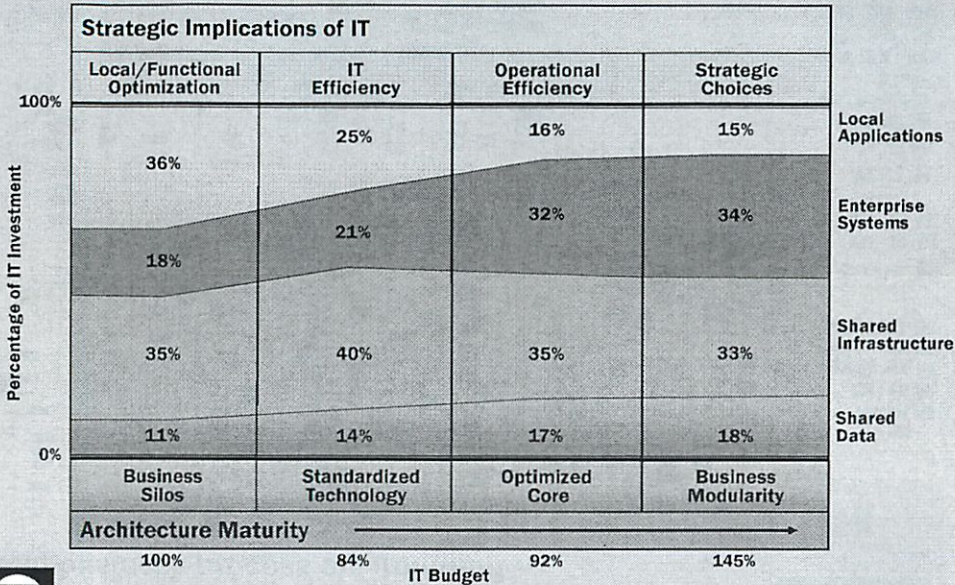 Strategic Implications of IT
Local/Functional
Optimization
IT
Efficiency
Operational
Efficiency
Strategic
Choices
100%
36%
25%
16%
15%
Local
Applications
18%
21%
32%
34%
Enterprise
Systems
Percentage of IT Investment
35%
40%
35%
33%
Shared
Infrastructure
11%
14%
17%
18%
Shared
Data
0%
Business
Silos
Standardized
Technology
Optimized
Core
Business
Modularity
Architecture Maturity
100%
84%
92%
145%
IT Budget